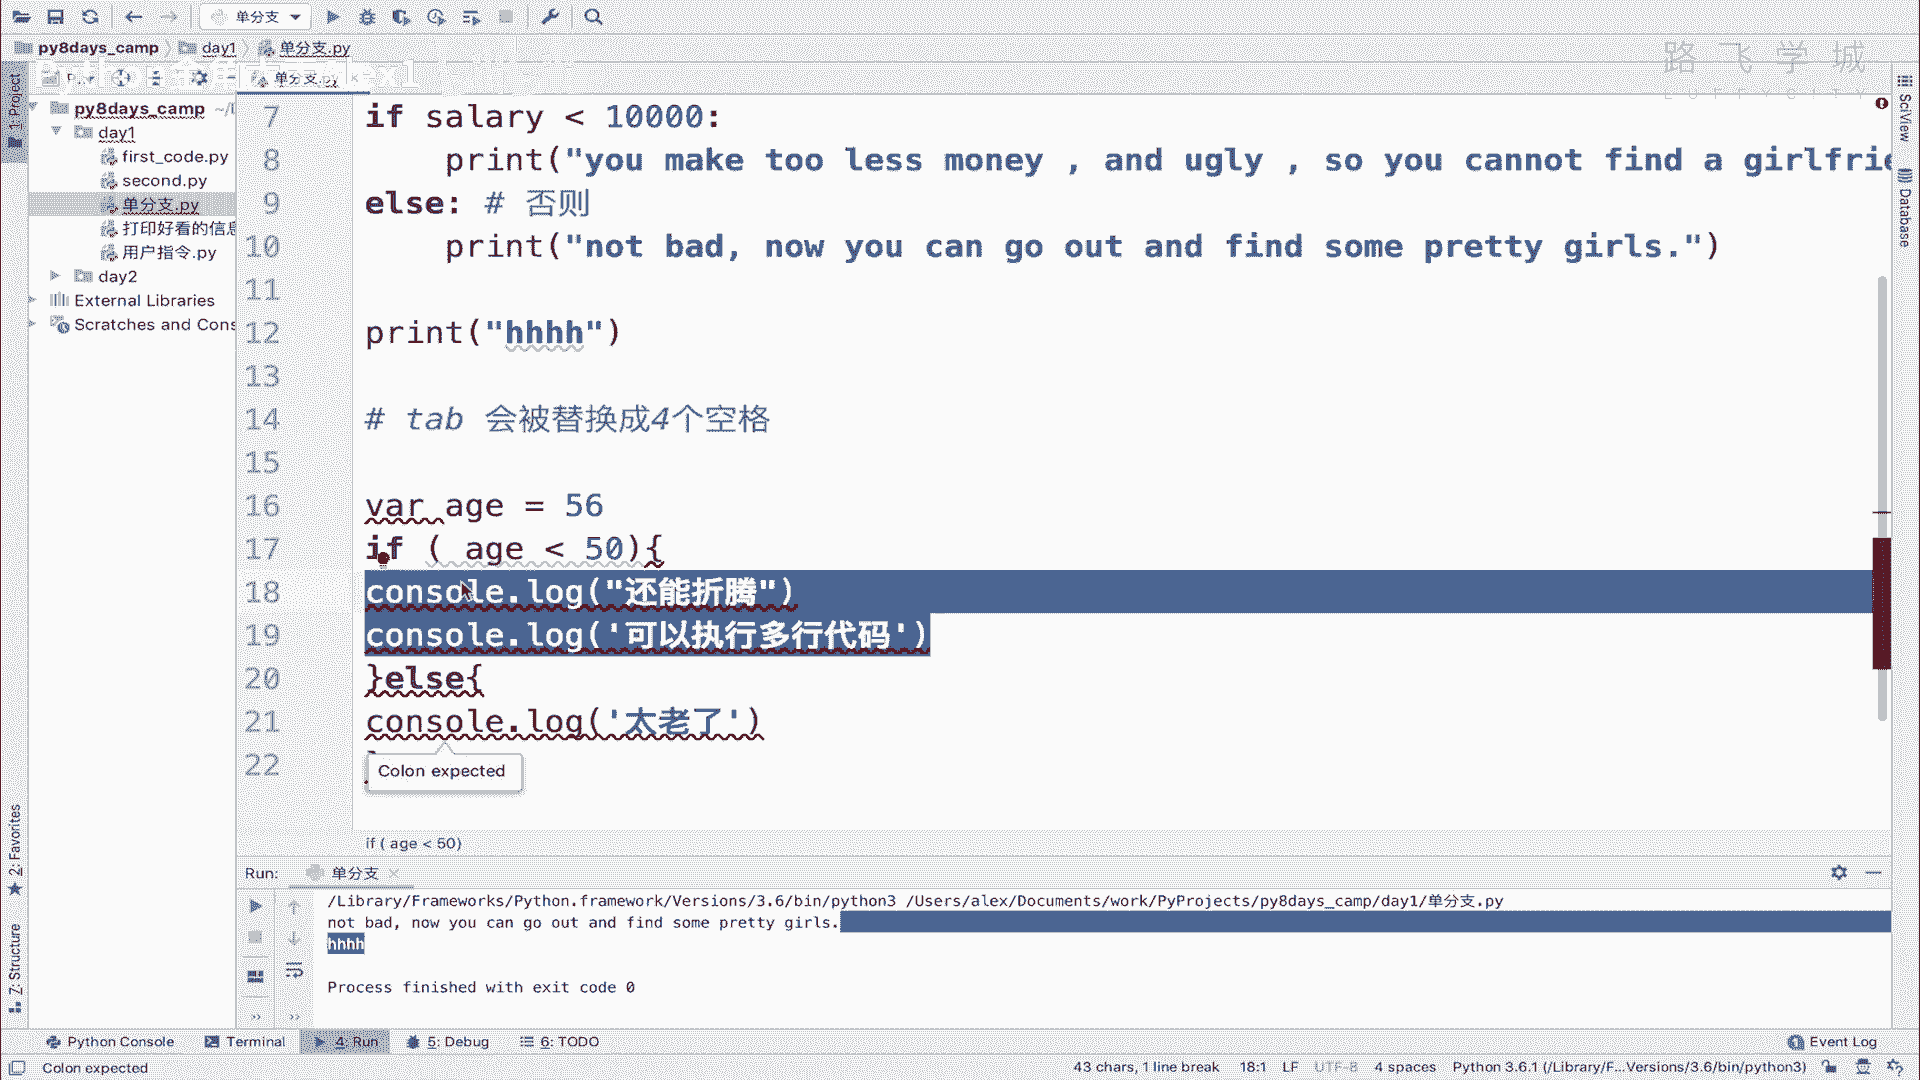 单分支
py8days_camp day1 单分支.py
路飞学城
LUFFYCITY
单分支.py
1: Project
py8days_camp ~/
day1
first_code.py
second.py
单分支.py
打印好看的信息
用户指令.py
day2
External Libraries
Scratches and Cons
7 if salary < 10000:
8 print("you make too less money , and ugly , so you cannot find a girlfrie
9 else: # 否则
10 print("not bad, now you can go out and find some pretty girls.")
11
12 print("hhhh")
13
14 # tab 会被替换成4个空格
15
16 var age = 56
17 if ( age < 50){
18 console.log("还能折腾")
19 console.log('可以执行多行代码')
20 }else{
21 console.log('太老了')
22
Colon expected
if ( age < 50)
SciView
Database
2: Favorites
7: Structure
Run: 单分支
/Library/Frameworks/Python.framework/Versions/3.6/bin/python3 /Users/alex/Documents/work/PyProjects/py8days_camp/day1/单分支.py
not bad, now you can go out and find some pretty girls.
hhhh
Process finished with exit code 0
Python Console Terminal 4: Run 5: Debug 6: TODO Event Log
Colon expected 43 chars, 1 line break 18:1 LF UTF-8 4 spaces Python 3.6.1 (/Library/F...Versions/3.6/bin/python3)